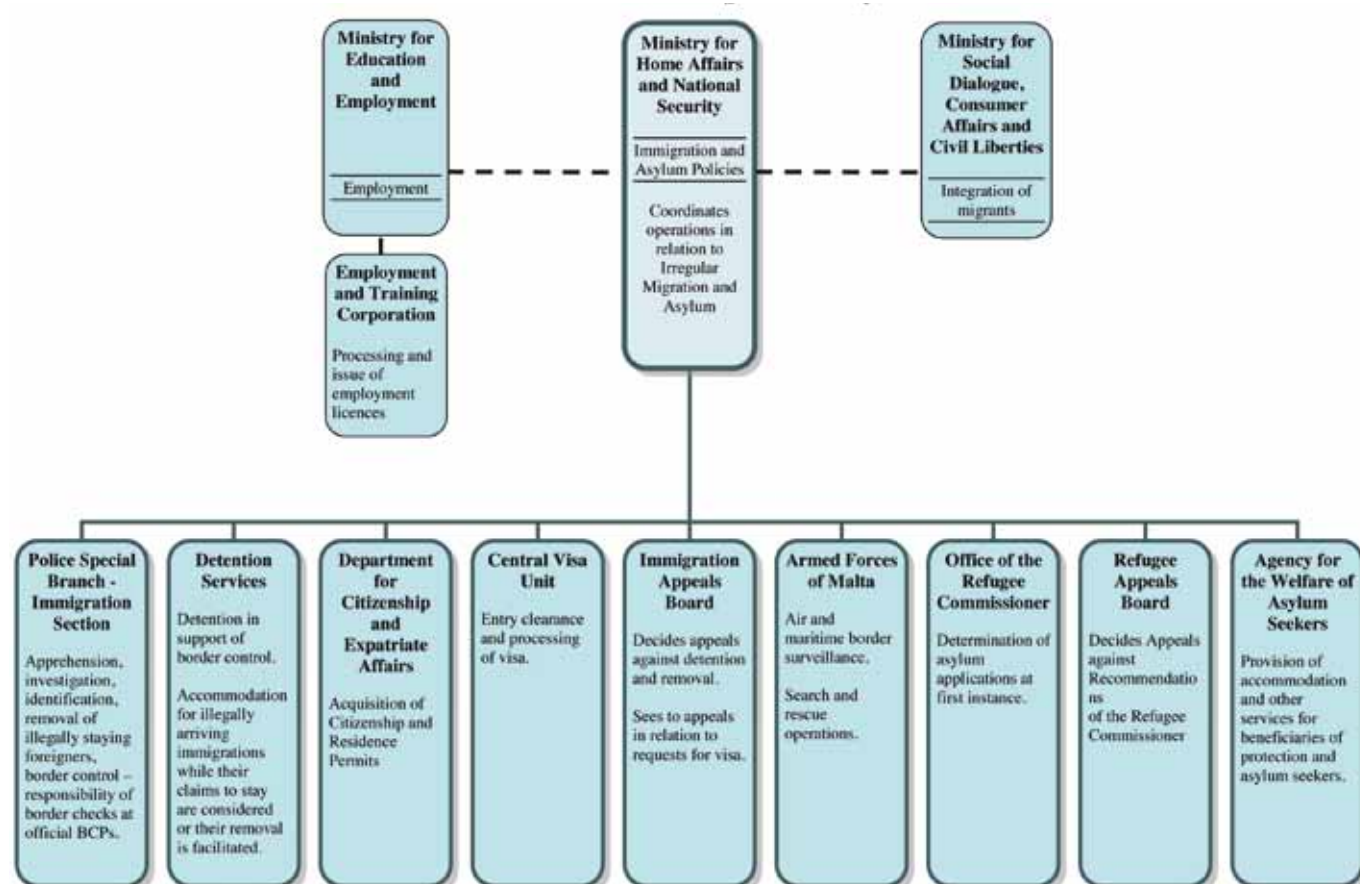 Ministry for
Education
and
Employment
Employment
Ministry for
Home Affairs
and National
Security
Immigration and
Asylum Policies
Coordinates
operations in
relation to
Irregular
Migration and
Asylum
Ministry for
Social
Dialogue,
Consumer
Affairs and
Civil Liberties
Integration of
migrants
Employment
and Training
Corporation
Processing and
issue of
employment
licences
Police Special
Branch -
Immigration
Section
Apprehension,
investigation,
identification,
removal of
illegally staying
foreigners,
border control –
responsibility of
border checks at
official BCPs.
Detention
Services
Detention in
support of
border control.
Accommodation
for illegally
arriving
immigrations
while their
claims to stay
are considered
or their removal
is facilitated.
Department
for
Citizenship
and
Expatriate
Affairs
Acquisition of
Citizenship and
Residence
Permits
Central Visa
Unit
Entry clearance
and processing
of visa.
Immigration
Appeals
Board
Decides appeals
against detention
and removal.
Sees to appeals
in relation to
requests for visa.
Armed Forces
of Malta
Air and
maritime border
surveillance.
Search and
rescue
operations.
Office of the
Refugee
Commissioner
Determination of
asylum
applications at
first instance.
Refugee
Appeals
Board
Decides Appeals
against
Recommendatio
ns
of the Refugee
Commissioner
Agency for
the Welfare of
Asylum
Seekers
Provision of
accommodation
and other
services for
beneficiaries of
protection and
asylum seekers.